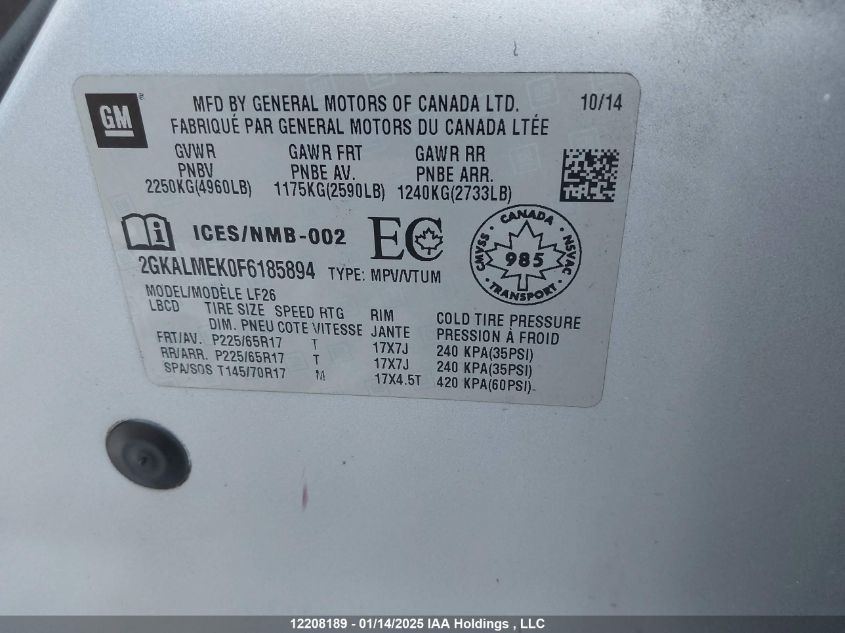 GM
MFD BY GENERAL MOTORS OF CANADA LTD. 10/14
FABRIQUÉ PAR GENERAL MOTORS DU CANADA LTÉE
GVWR GAWR FRT GAWR RR
PNBV PNBE AV. PNBE ARR.
2250KG(4960LB) 1175KG(2590LB) 1240KG(2733LB)
i ICES/NMB-002 EC
CANADA
CMVSS 985 NSVAC
TRANSPORT
2GKALMEK0F6185894 TYPE: MPV/VTUM
MODEL/MODÈLE LF26
LBCD TIRE SIZE SPEED RTG RIM COLD TIRE PRESSURE
DIM. PNEU COTE VITESSE JANTE PRESSION À FROID
FRT/AV. P225/65R17 T 17X7J 240 KPA(35PSI)
RR/ARR. P225/65R17 T 17X7J 240 KPA(35PSI)
SPA/SOS T145/70R17 M 17X4.5T 420 KPA(60PSI)
12208189 - 01/14/2025 IAA Holdings , LLC